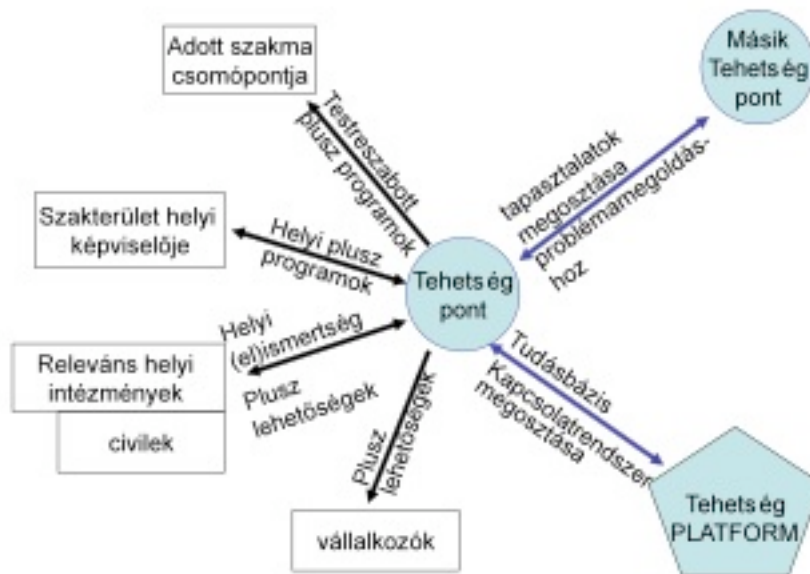 Adott szakma
csomópontja
Másik
Tehetség
pont
Testreszabott
plusz programok
tapasztalatok
megosztása
problémamegoldás-
hoz
Szakterület helyi
képviselője
Helyi plusz
programok
Tehetség
pont
Helyi
(el)ismertség
Releváns helyi
intézmények
civilek
Plusz
lehetőségek
Plusz
lehetőségek
Tudásbázis
Kapcsolatrendszer
megosztása
vállalkozók
Tehetség
PLATFORM